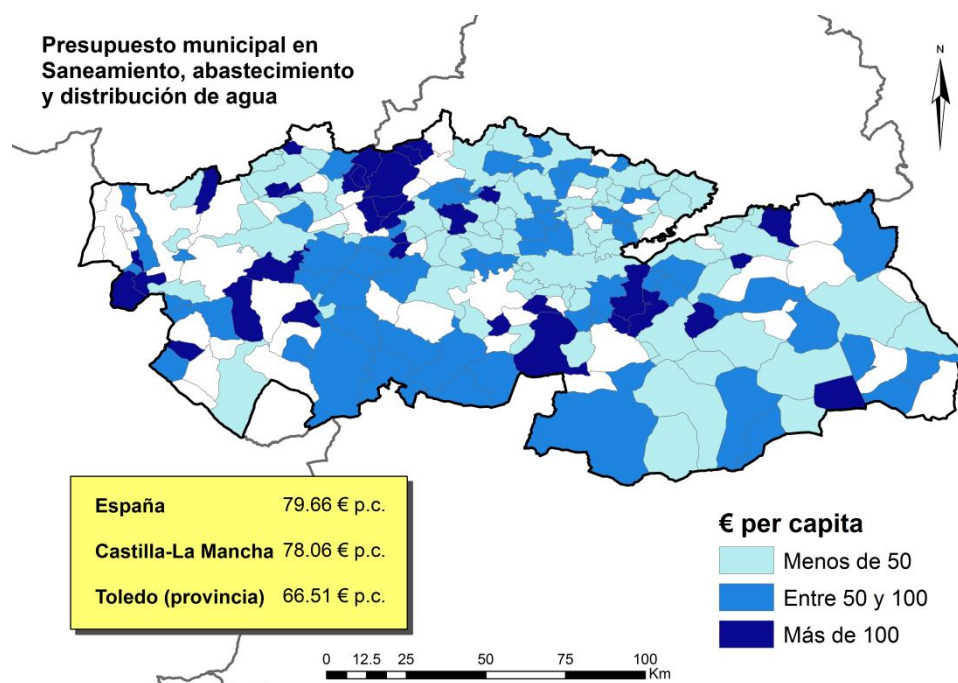 Presupuesto municipal en
Saneamiento, abastecimiento
y distribución de agua
N
España 79.66 € p.c.
Castilla-La Mancha 78.06 € p.c.
Toledo (provincia) 66.51 € p.c.
€ per capita
Menos de 50
Entre 50 y 100
Más de 100
0 12.5 25 50 75 100
Km